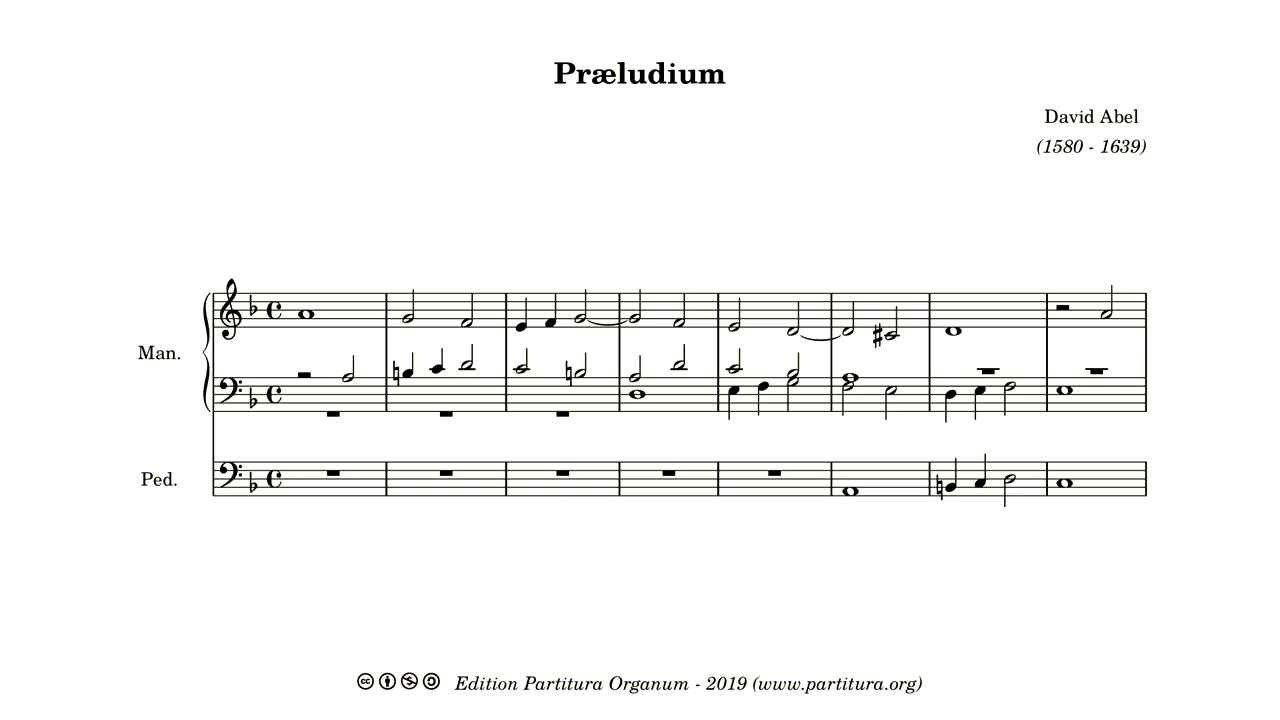 Præludium
David Abel
(1580 - 1639)
Man.
Ped.
Edition Partitura Organum - 2019 (www.partitura.org)